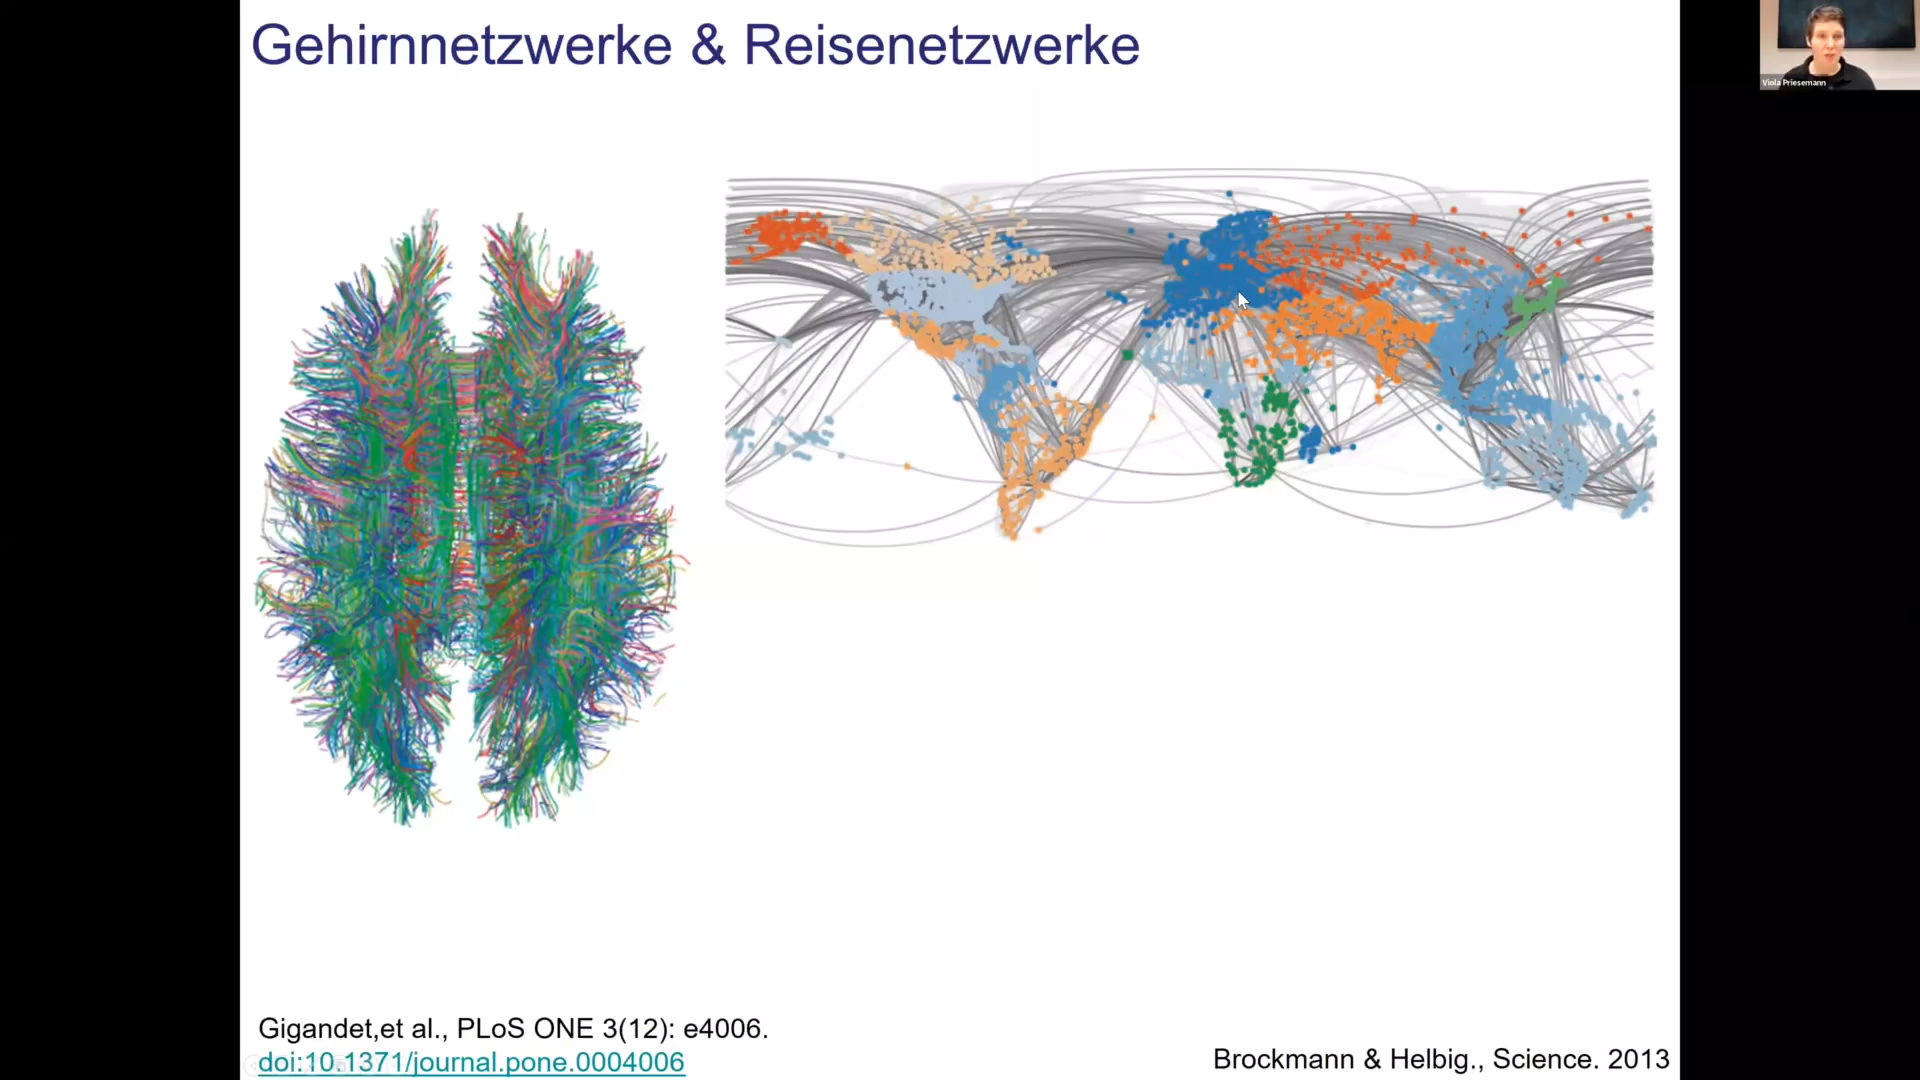 Gehirnnetzwerke & Reisenetzwerke
Viola Priesemann
Gigandet,et al., PLoS ONE 3(12): e4006.
doi:10.1371/journal.pone.0004006
Brockmann & Helbig., Science. 2013